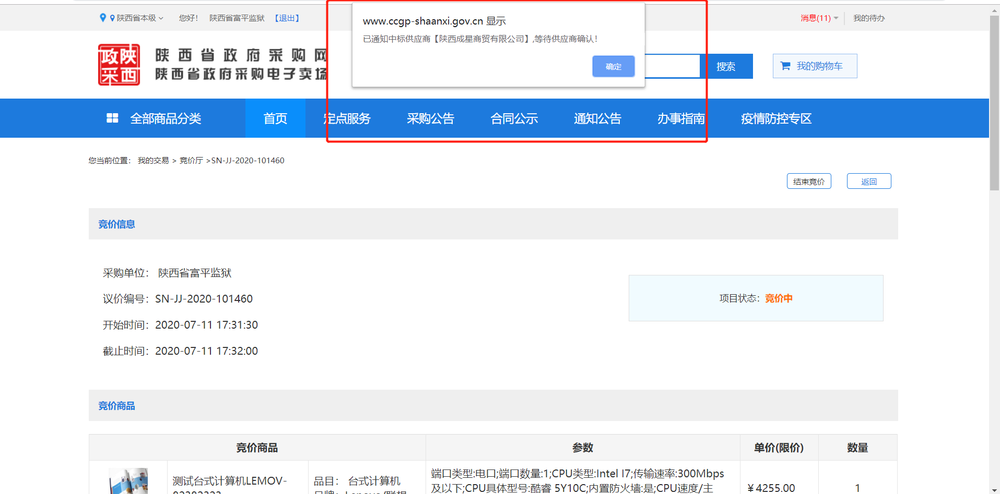 陕西省本级 您好！ 陕西省富平监狱 【退出】 消息(11) 我的待办
www.ccgp-shaanxi.gov.cn 显示
已通知中标供应商【陕西成星商贸有限公司】,等待供应商确认！
确定
政陕
采西
陕西省政府采购网
陕西省政府采购电子卖场
搜索 我的购物车
全部商品分类 首页 定点服务 采购公告 合同公示 通知公告 办事指南 疫情防控专区
您当前位置： 我的交易 > 竞价厅 >SN-JJ-2020-101460
结束竞价 返回
竞价信息
采购单位： 陕西省富平监狱
议价编号：SN-JJ-2020-101460
开始时间：2020-07-11 17:31:30
截止时间：2020-07-11 17:32:00
项目状态：竞价中
竞价商品
竞价商品 参数 单价(限价) 数量
测试台式计算机LEMOV-
品目： 台式计算机
端口类型:电口;端口数量:1;CPU类型:Intel I7;传输速率:300Mbps
及以下;CPU具体型号:酷睿 5Y10C;内置防火墙:是;CPU速度/主
￥4255.00 1